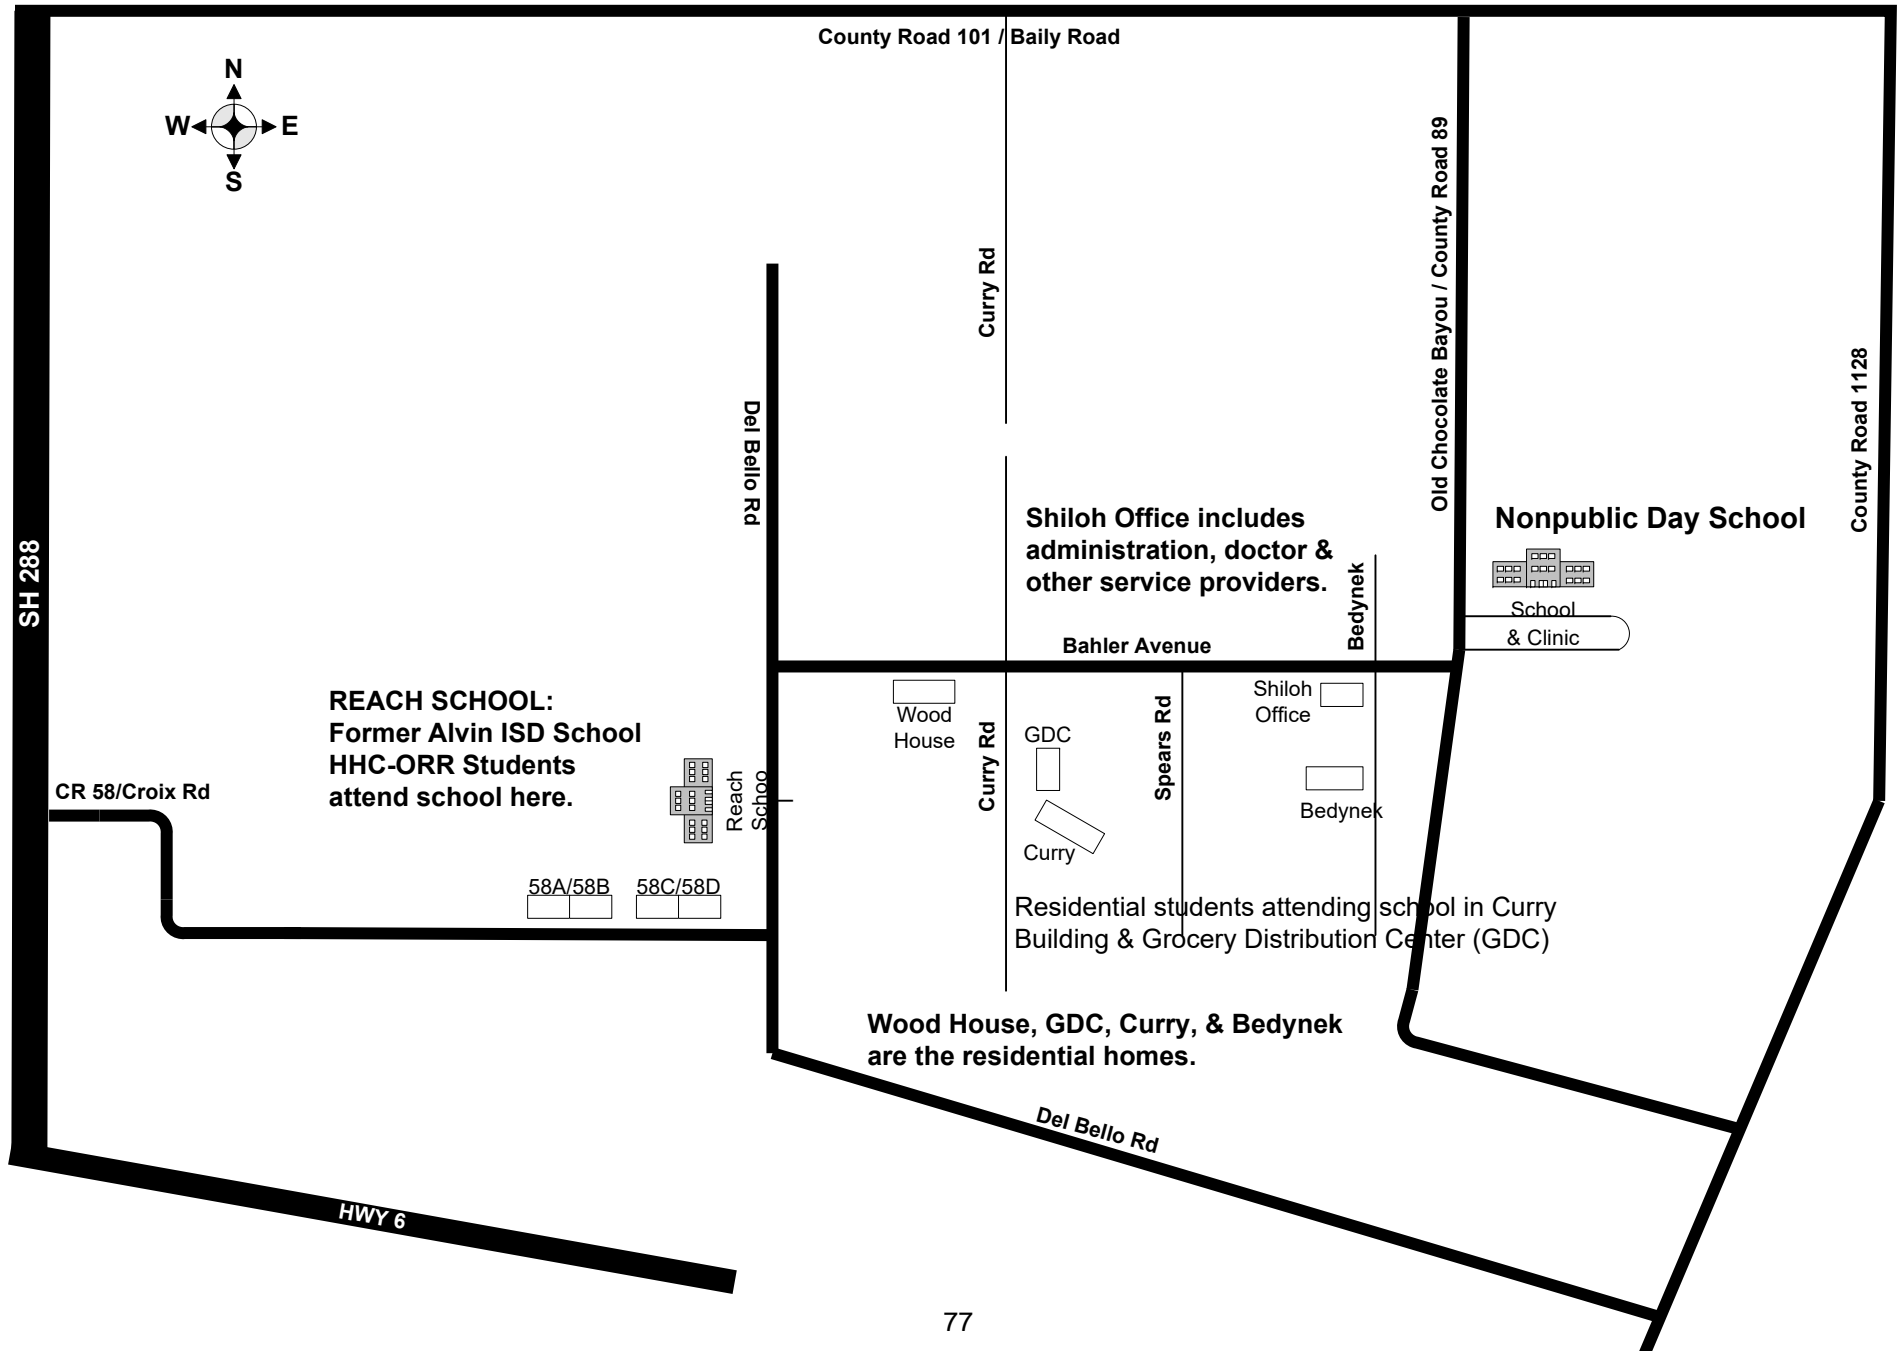 County Road 101 / Baily Road
N
W
E
S
SH 288
Curry Rd
Old Chocolate Bayou / County Road 89
County Road 1128
Del Bello Rd
Shiloh Office includes
administration, doctor &
other service providers.
Bedynek
Nonpublic Day School
School
& Clinic
Bahler Avenue
REACH SCHOOL:
Former Alvin ISD School
HHC-ORR Students
attend school here.
CR 58/Croix Rd
Reach
Schoo
58A/58B
58C/58D
Wood
House
Curry Rd
GDC
Curry
Spears Rd
Shiloh
Office
Bedynek
Residential students attending school in Curry
Building & Grocery Distribution Center (GDC)
Wood House, GDC, Curry, & Bedynek
are the residential homes.
Del Bello Rd
HWY 6
77